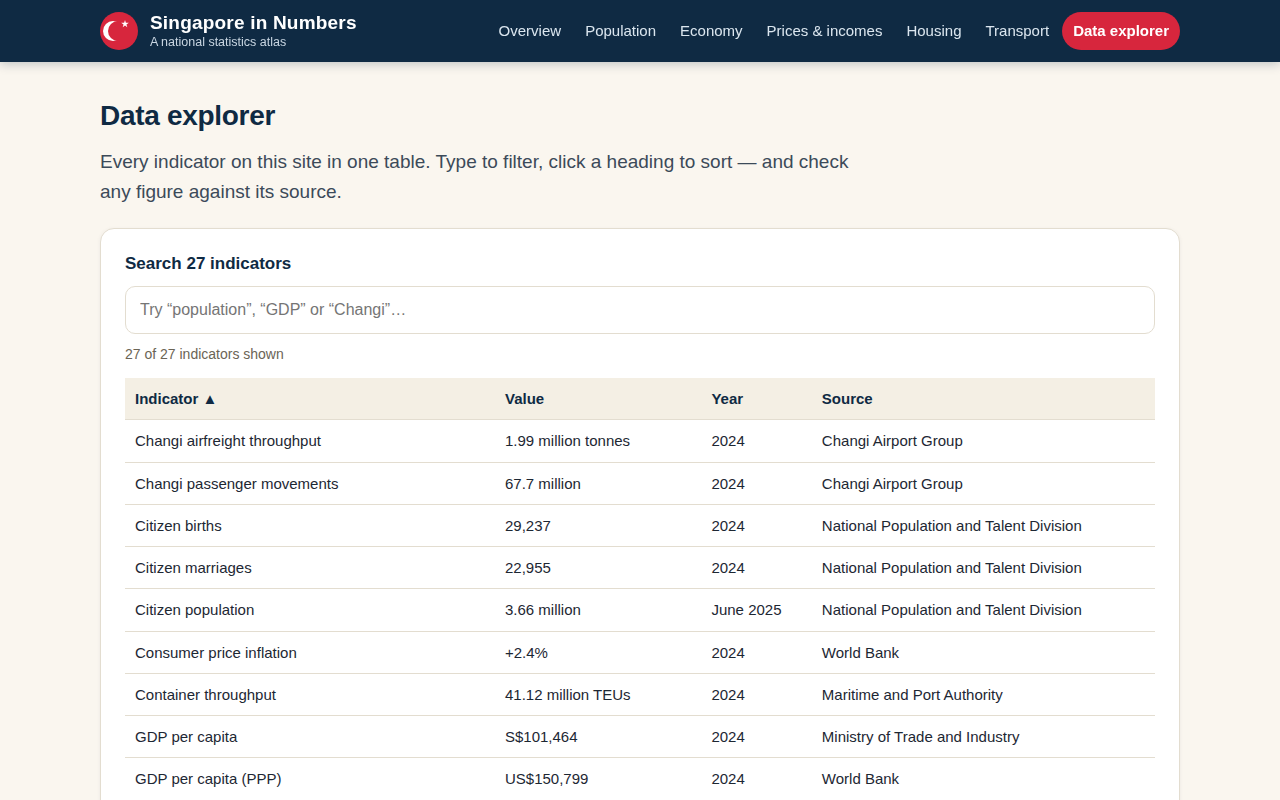 Singapore in Numbers
A national statistics atlas
Overview Population Economy Prices & incomes Housing Transport Data explorer
Data explorer
Every indicator on this site in one table. Type to filter, click a heading to sort — and check
any figure against its source.
Search 27 indicators
Try “population”, “GDP” or “Changi”…
27 of 27 indicators shown
Indicator ▲ Value Year Source
Changi airfreight throughput 1.99 million tonnes 2024 Changi Airport Group
Changi passenger movements 67.7 million 2024 Changi Airport Group
Citizen births 29,237 2024 National Population and Talent Division
Citizen marriages 22,955 2024 National Population and Talent Division
Citizen population 3.66 million June 2025 National Population and Talent Division
Consumer price inflation +2.4% 2024 World Bank
Container throughput 41.12 million TEUs 2024 Maritime and Port Authority
GDP per capita S$101,464 2024 Ministry of Trade and Industry
GDP per capita (PPP) US$150,799 2024 World Bank